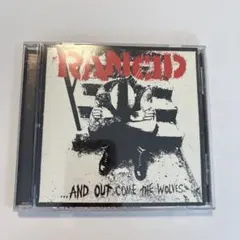 RANCID
...AND OUT COME THE WOLVES